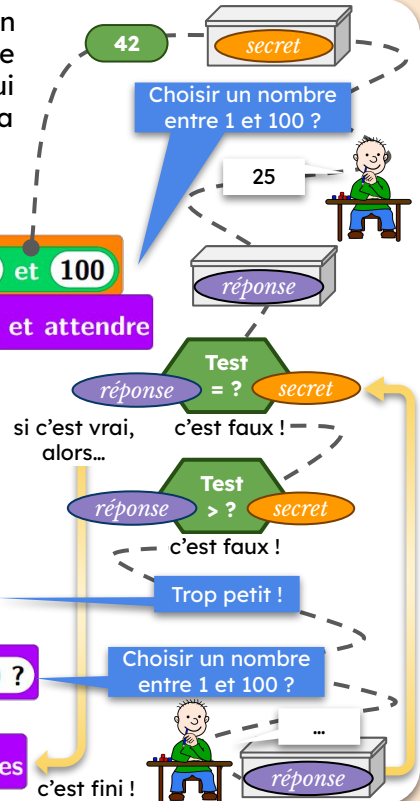 n
e
ui
a
42
secret
Choisir un nombre
entre 1 et 100 ?
25
et 100
et attendre
réponse
Test
= ?
réponse
secret
si c'est vrai,
alors...
c'est faux !
Test
> ?
réponse
secret
c'est faux !
Trop petit !
?
Choisir un nombre
entre 1 et 100 ?
...
es
c'est fini !
réponse